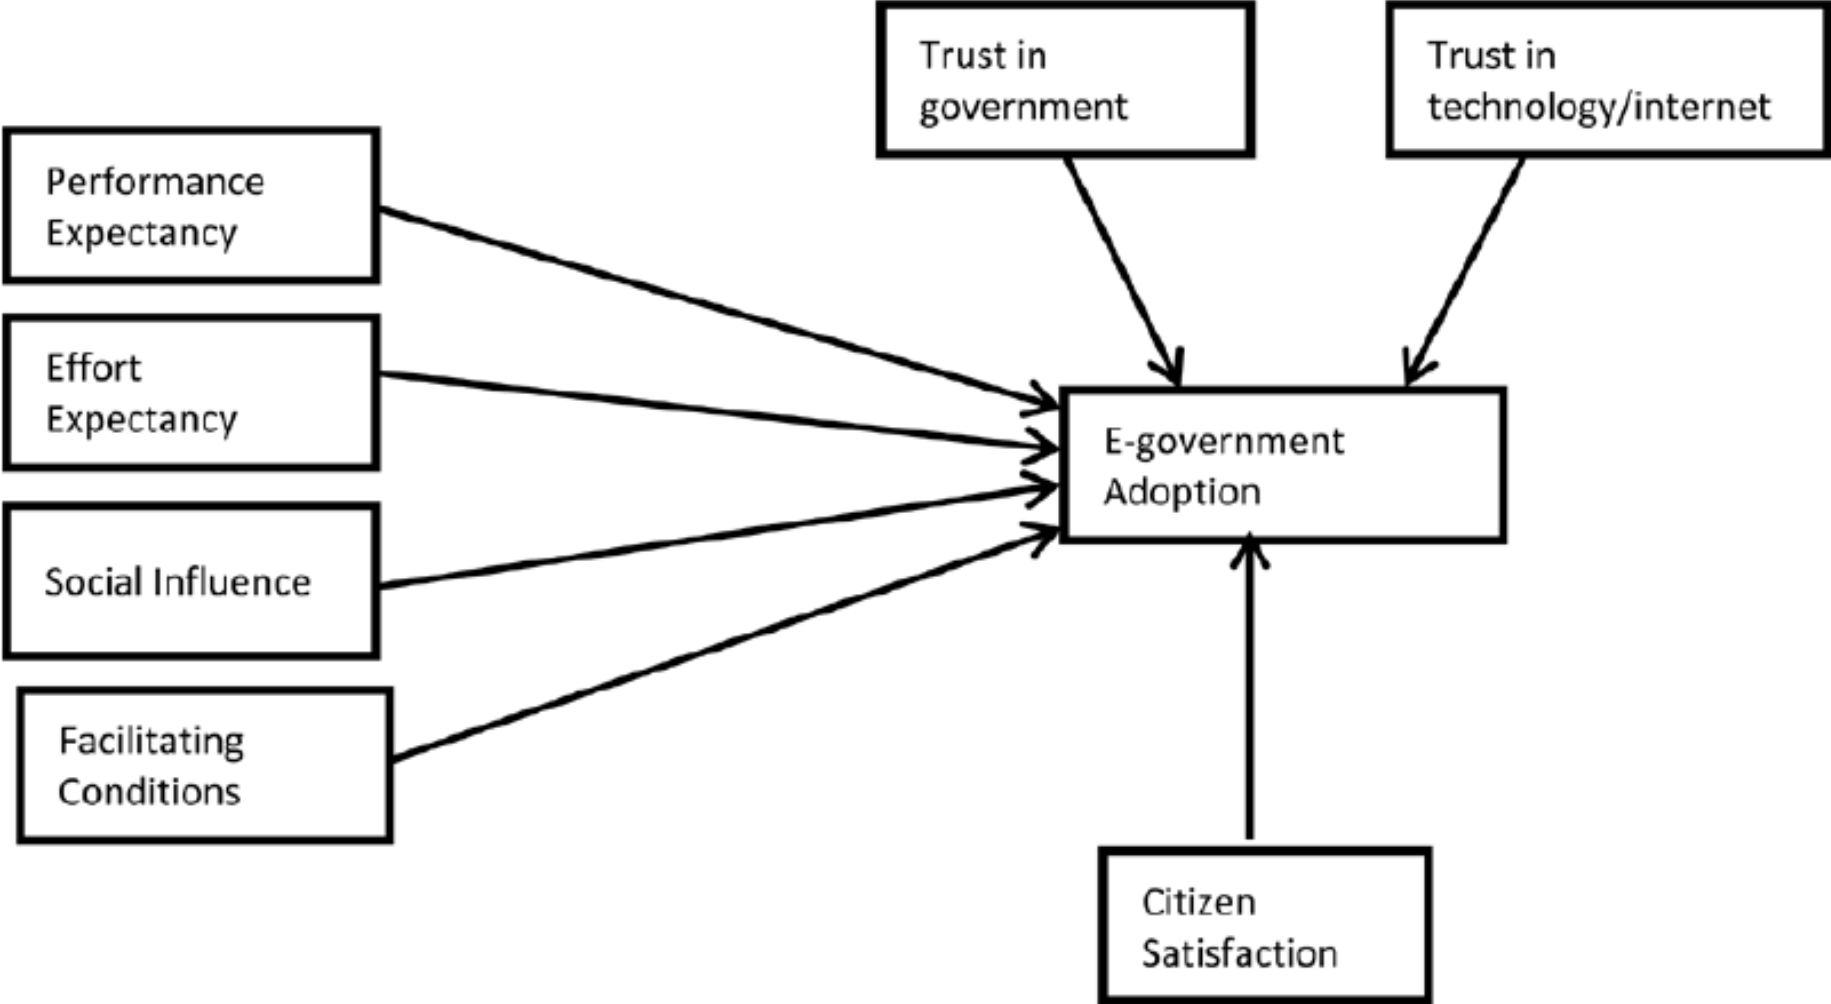 Trust in
government
Trust in
technology/internet
Performance
Expectancy
Effort
Expectancy
Social Influence
Facilitating
Conditions
E-government
Adoption
Citizen
Satisfaction